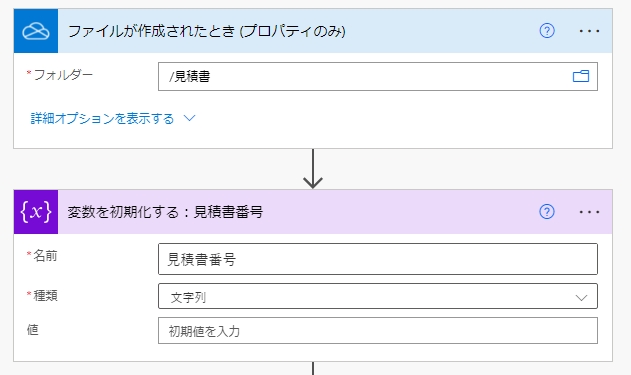 ファイルが作成されたとき (プロパティのみ)
*フォルダー
/見積書
詳細オプションを表示する
{x} 変数を初期化する：見積書番号
*名前
見積書番号
*種類
文字列
値
初期値を入力